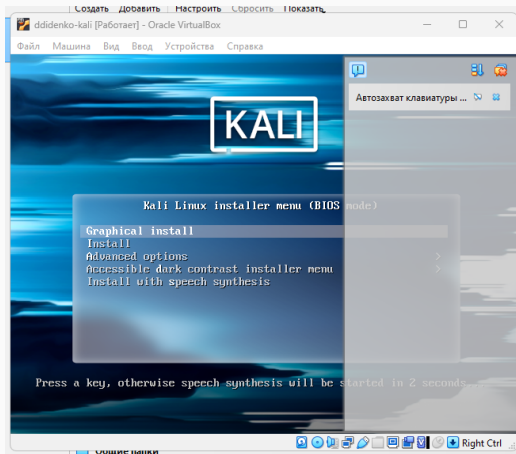 Создать Добавить Настроить Сбросить Показать
ddidenko-kali [Работает] - Oracle VirtualBox
Файл Машина Вид Ввод Устройства Справка
Автозахват клавиатуры ...
KALI
Kali Linux installer menu (BIOS mode)
Graphical install
Install
Advanced options
Accessible dark contrast installer menu
Install with speech synthesis
Press a key, otherwise speech synthesis will be started in 2 seconds...
Right Ctrl
Общие папки